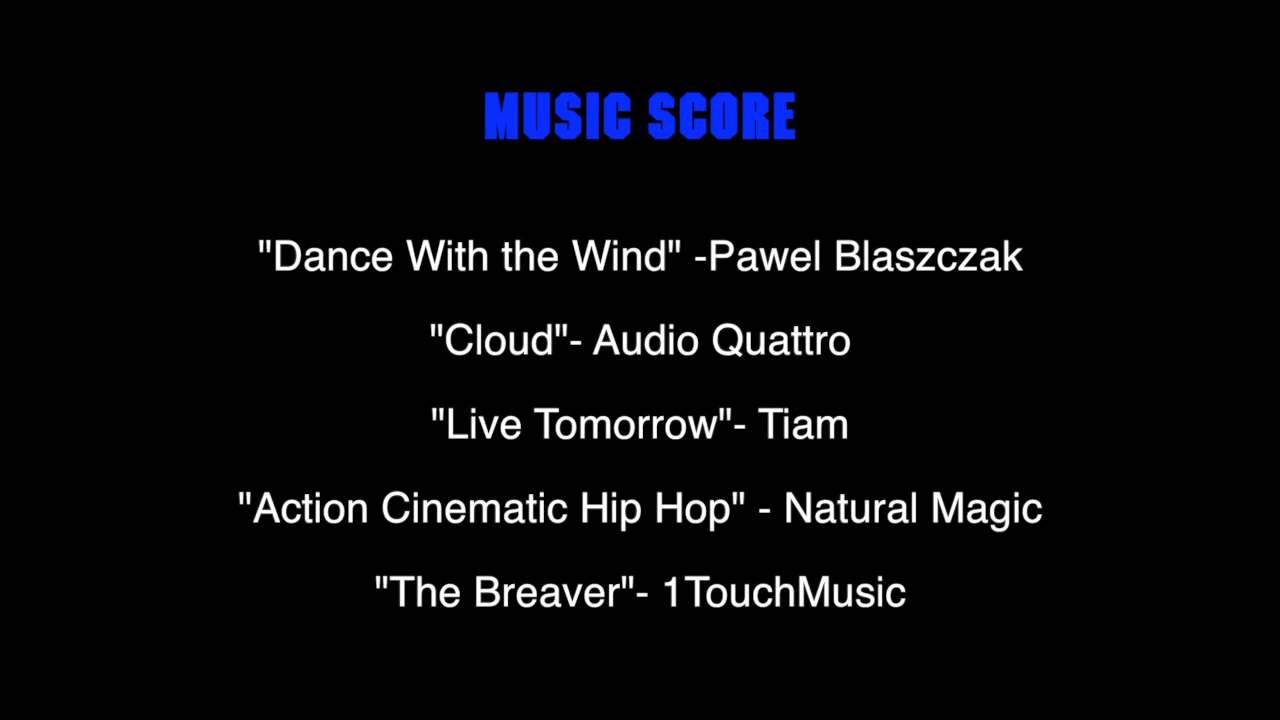 MUSIC SCORE
"Dance With the Wind" -Pawel Blaszczak
"Cloud"- Audio Quattro
"Live Tomorrow"- Tiam
"Action Cinematic Hip Hop" - Natural Magic
"The Breaver"- 1TouchMusic